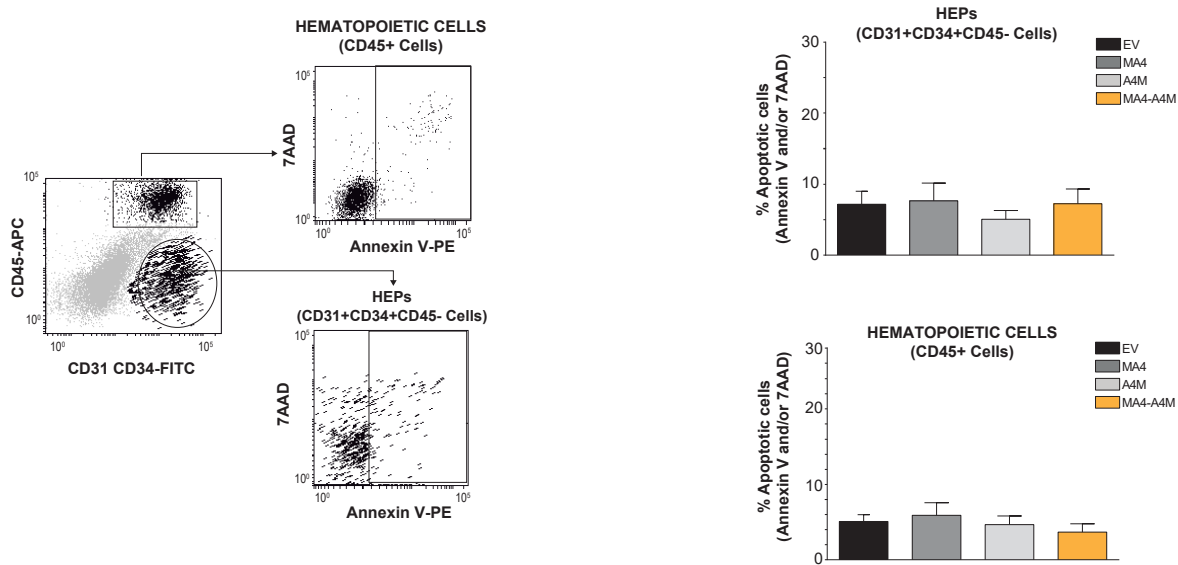 HEMATOPOIETIC CELLS
(CD45+ Cells)
10⁵
7AAD
10⁰
10⁰
10⁵
Annexin V-PE
10⁵
CD45-APC
10⁰
10⁰
10⁵
CD31 CD34-FITC
HEPs
(CD31+CD34+CD45- Cells)
10⁵
7AAD
10⁰
10⁰
10⁵
Annexin V-PE
HEPs
(CD31+CD34+CD45- Cells)
% Apoptotic cells
(Annexin V and/or 7AAD)
30
20
10
0
EV
MA4
A4M
MA4-A4M
HEMATOPOIETIC CELLS
(CD45+ Cells)
% Apoptotic cells
(Annexin V and/or 7AAD)
30
20
10
0
EV
MA4
A4M
MA4-A4M